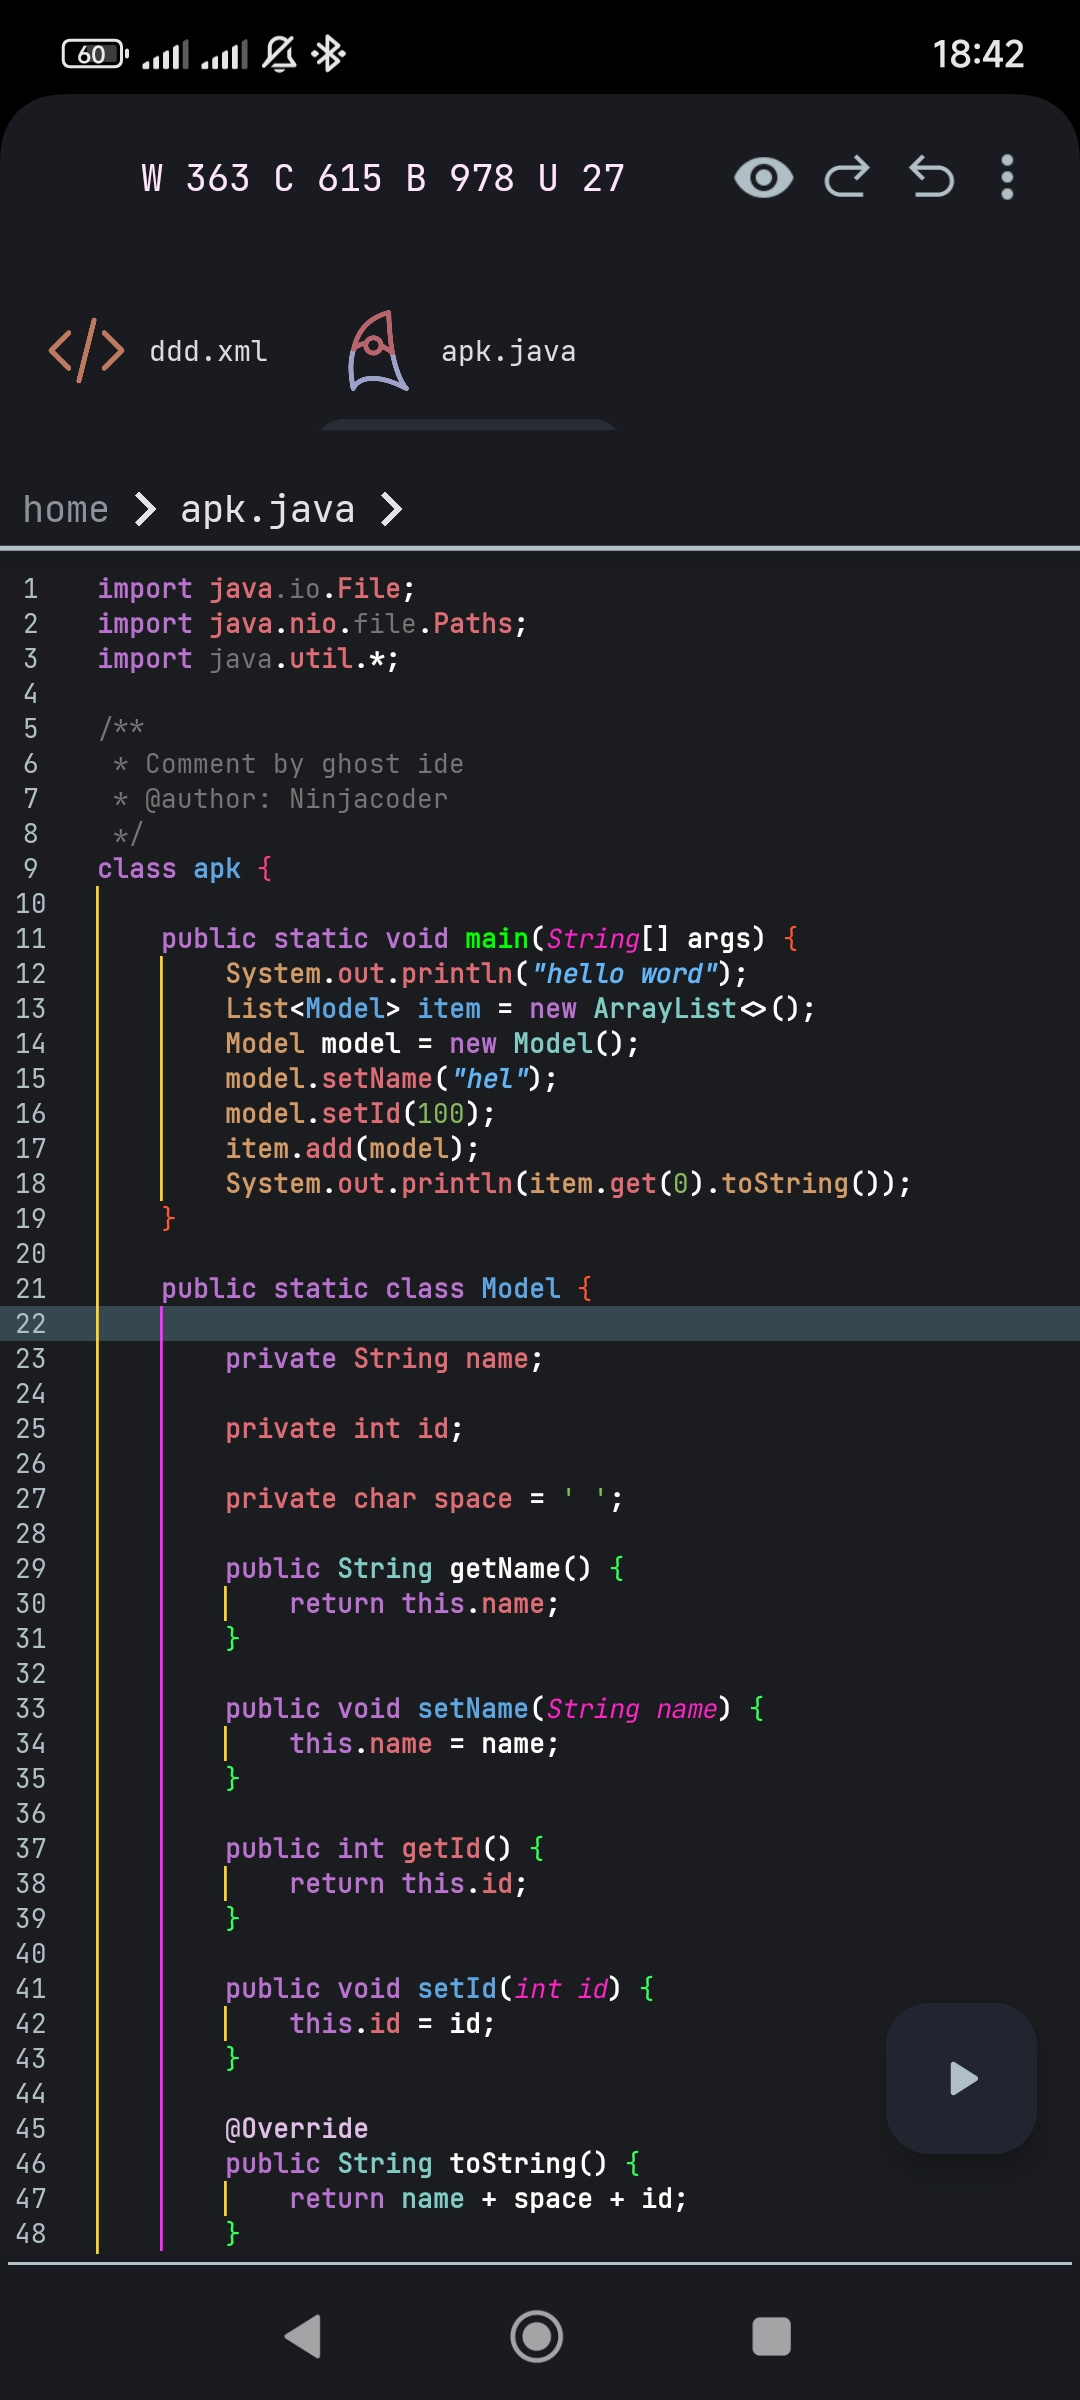 60 18:42
W 363 C 615 B 978 U 27
</> ddd.xml apk.java
home > apk.java >
1 import java.io.File;
2 import java.nio.file.Paths;
3 import java.util.*;
4
5 /**
6  * Comment by ghost ide
7  * @author: Ninjacoder
8  */
9 class apk {
10
11     public static void main(String[] args) {
12         System.out.println("hello word");
13         List<Model> item = new ArrayList<>();
14         Model model = new Model();
15         model.setName("hel");
16         model.setId(100);
17         item.add(model);
18         System.out.println(item.get(0).toString());
19     }
20
21     public static class Model {
22
23         private String name;
24
25         private int id;
26
27         private char space = ' ';
28
29         public String getName() {
30             return this.name;
31         }
32
33         public void setName(String name) {
34             this.name = name;
35         }
36
37         public int getId() {
38             return this.id;
39         }
40
41         public void setId(int id) {
42             this.id = id;
43         }
44
45         @Override
46         public String toString() {
47             return name + space + id;
48         }